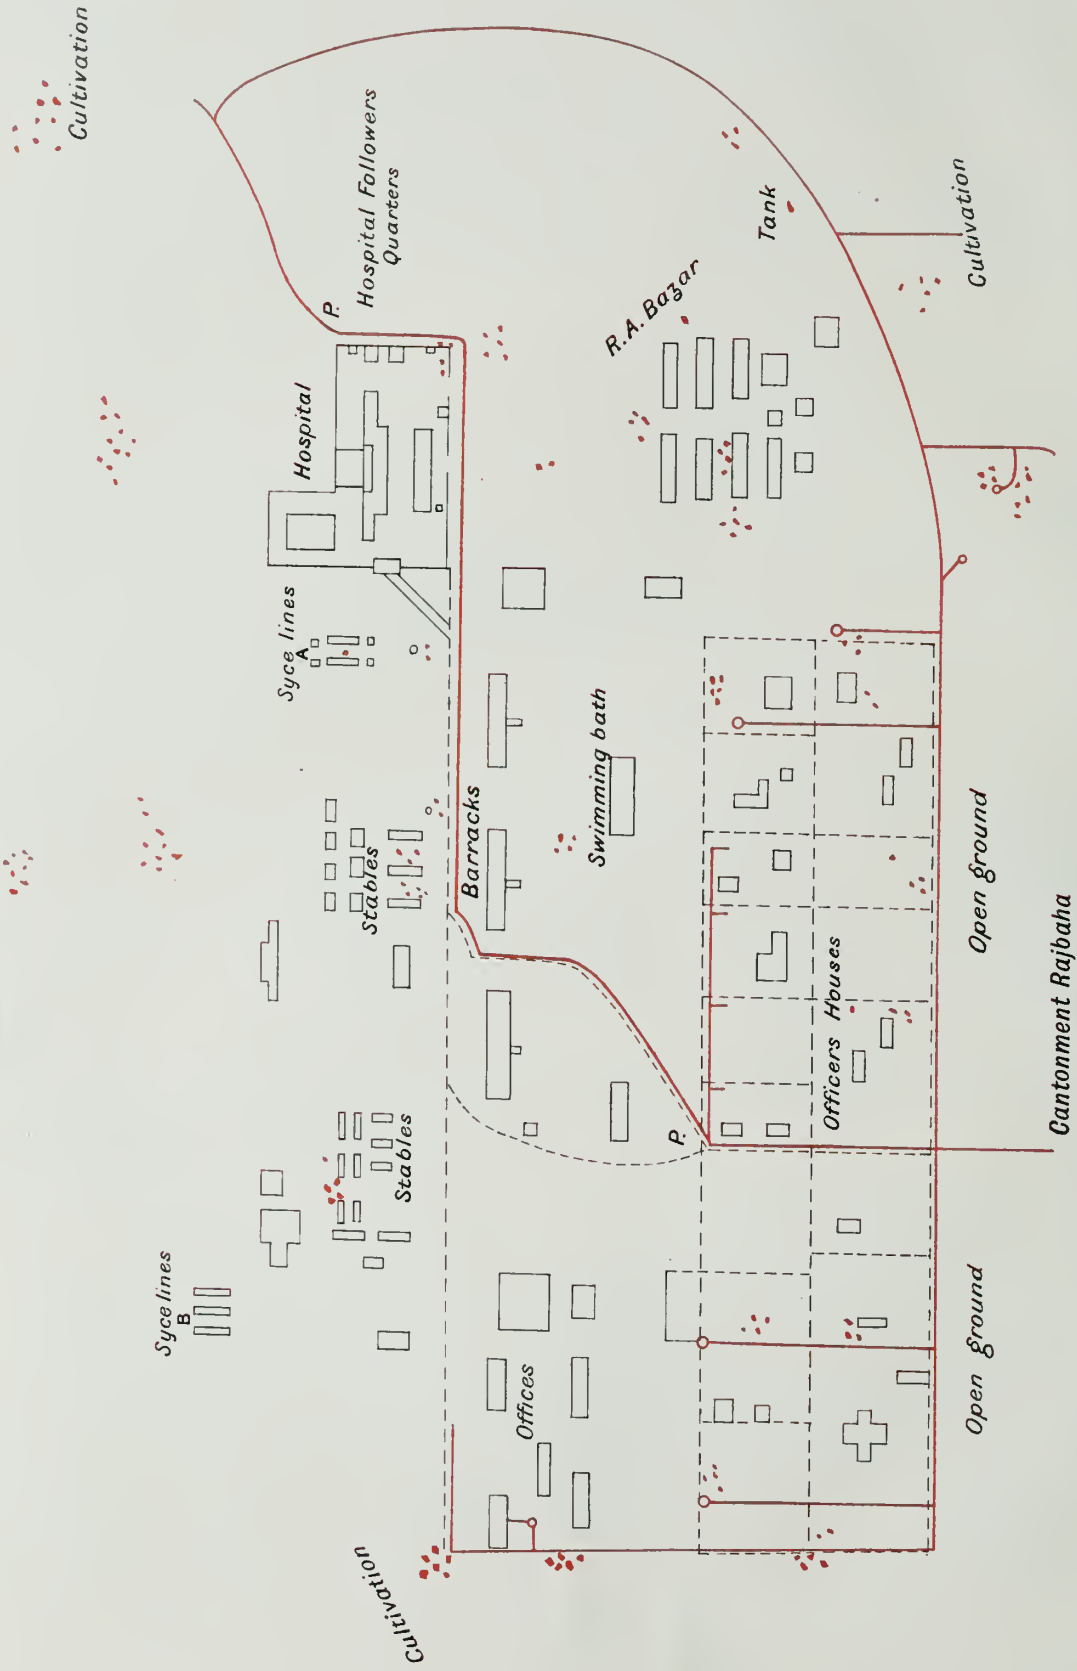 Cultivation
Hospital Followers
Quarters
P.
Hospital
Tank
R.A. Bazar
Cultivation
Syce lines
A
Stables
Barracks
Swimming bath
Open ground
Officers Houses
Cantonment Rajbaha
P.
Stables
Syce lines
B
Offices
Open ground
Cultivation